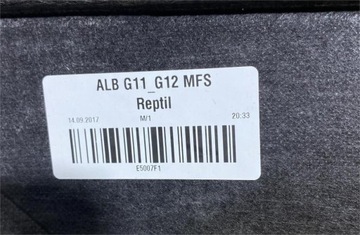 ALB G11_G12 MFS
Reptil
14.09.2017 M/1 20:33
E5007F1